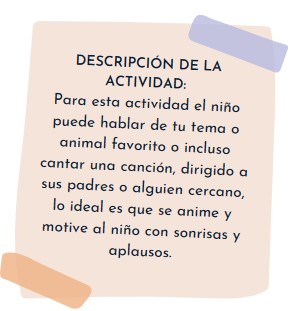 DESCRIPCIÓN DE LA
ACTIVIDAD:
Para esta actividad el niño
puede hablar de tu tema o
animal favorito o incluso
cantar una canción, dirigido a
sus padres o alguien cercano,
lo ideal es que se anime y
motive al niño con sonrisas y
aplausos.